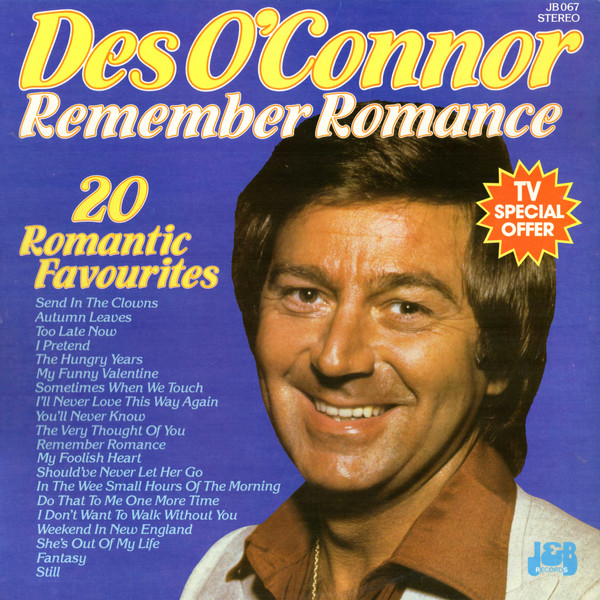 JB 067
STEREO
Des O'Connor
Remember Romance
20
Romantic
Favourites
TV
SPECIAL
OFFER
Send In The Clowns
Autumn Leaves
Too Late Now
I Pretend
The Hungry Years
My Funny Valentine
Sometimes When We Touch
I'll Never Love This Way Again
You'll Never Know
The Very Thought Of You
Remember Romance
My Foolish Heart
Should've Never Let Her Go
In The Wee Small Hours Of The Morning
Do That To Me One More Time
I Don't Want To Walk Without You
Weekend In New England
She's Out Of My Life
Fantasy
Still
J&B
RECORDS